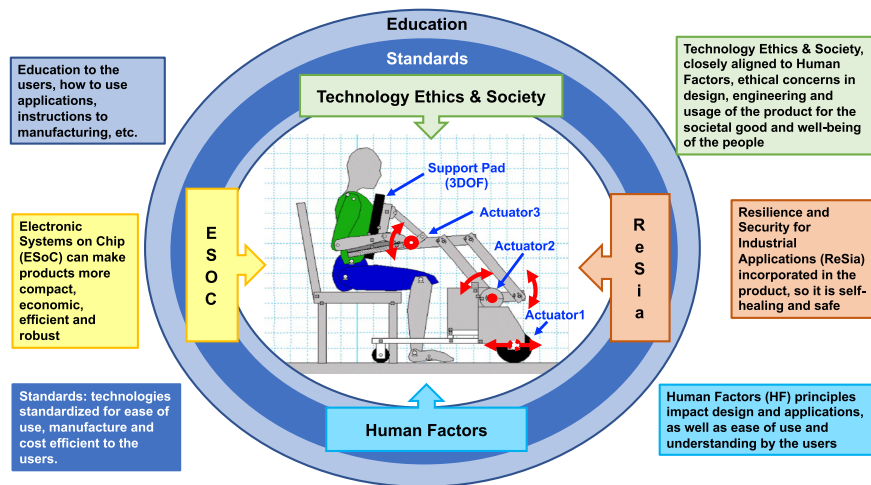 Education
Standards
Technology Ethics & Society
Education to the
users, how to use
applications,
instructions to
manufacturing, etc.
Technology Ethics & Society,
closely aligned to Human
Factors, ethical concerns in
design, engineering and
usage of the product for the
societal good and well-being
of the people
Support Pad
(3DOF)
Actuator3
Actuator2
Actuator1
ESOC
ReSia
Electronic
Systems on Chip
(ESoC) can make
products more
compact,
economic,
efficient and
robust
Resilience and
Security for
Industrial
Applications (ReSia)
incorporated in the
product, so it is self-
healing and safe
Standards: technologies
standardized for ease of
use, manufacture and
cost efficient to the
users.
Human Factors
Human Factors (HF) principles
impact design and applications,
as well as ease of use and
understanding by the users